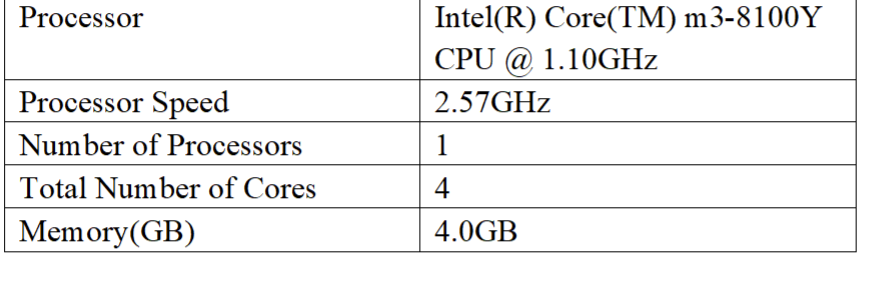 Processor
Intel(R) Core(TM) m3-8100Y
CPU @ 1.10GHz
Processor Speed
2.57GHz
Number of Processors
1
Total Number of Cores
4
Memory(GB)
4.0GB